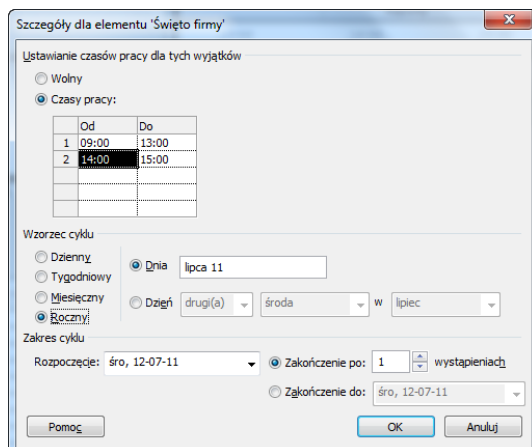 Szczegóły dla elementu 'Święto firmy'
Ustawianie czasów pracy dla tych wyjątków
Wolny
Czasy pracy:
Od Do
1 09:00 13:00
2 14:00 15:00
Wzorzec cyklu
Dzienny
Tygodniowy
Miesięczny
Roczny
Dnia lipca 11
Dzień drugi(a) środa w lipiec
Zakres cyklu
Rozpoczęcie: śro, 12-07-11
Zakończenie po: 1 wystąpieniach
Zakończenie do: śro, 12-07-11
Pomoc OK Anuluj